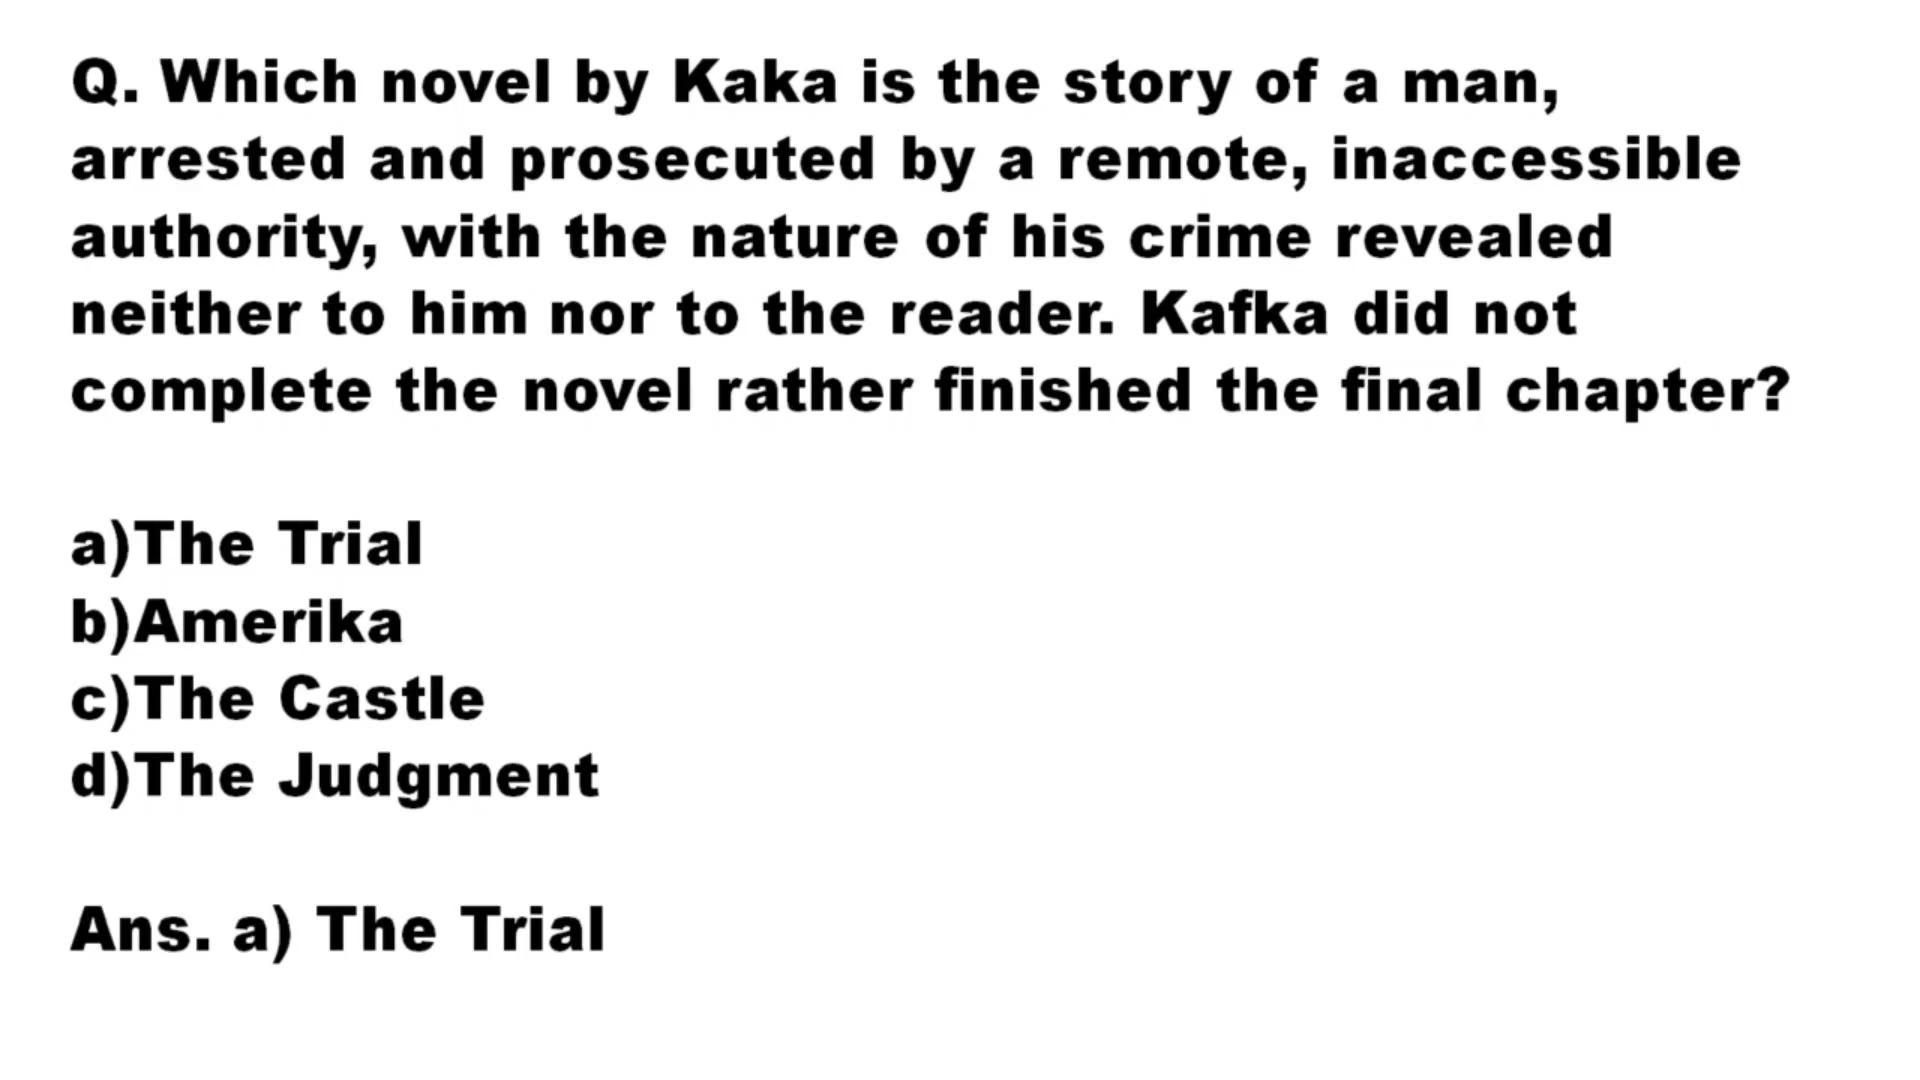 Q. Which novel by Kaka is the story of a man,
arrested and prosecuted by a remote, inaccessible
authority, with the nature of his crime revealed
neither to him nor to the reader. Kafka did not
complete the novel rather finished the final chapter?
a)The Trial
b)Amerika
c)The Castle
d)The Judgment
Ans. a) The Trial